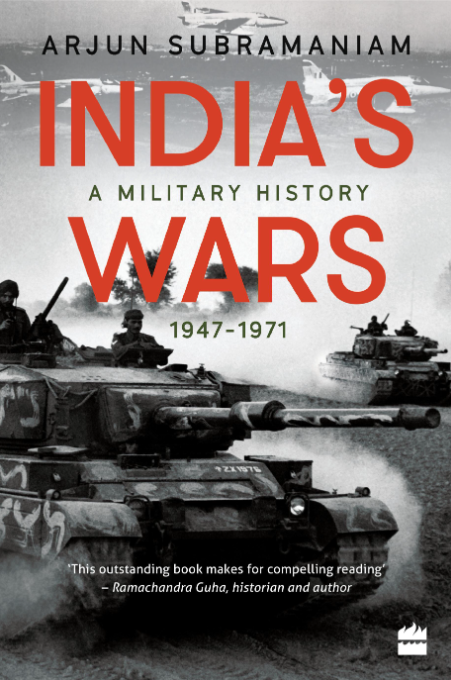 ARJUN SUBRAMANIAM
INDIA'S
A MILITARY HISTORY
WARS
1947-1971
'This outstanding book makes for compelling reading'
– Ramachandra Guha, historian and author